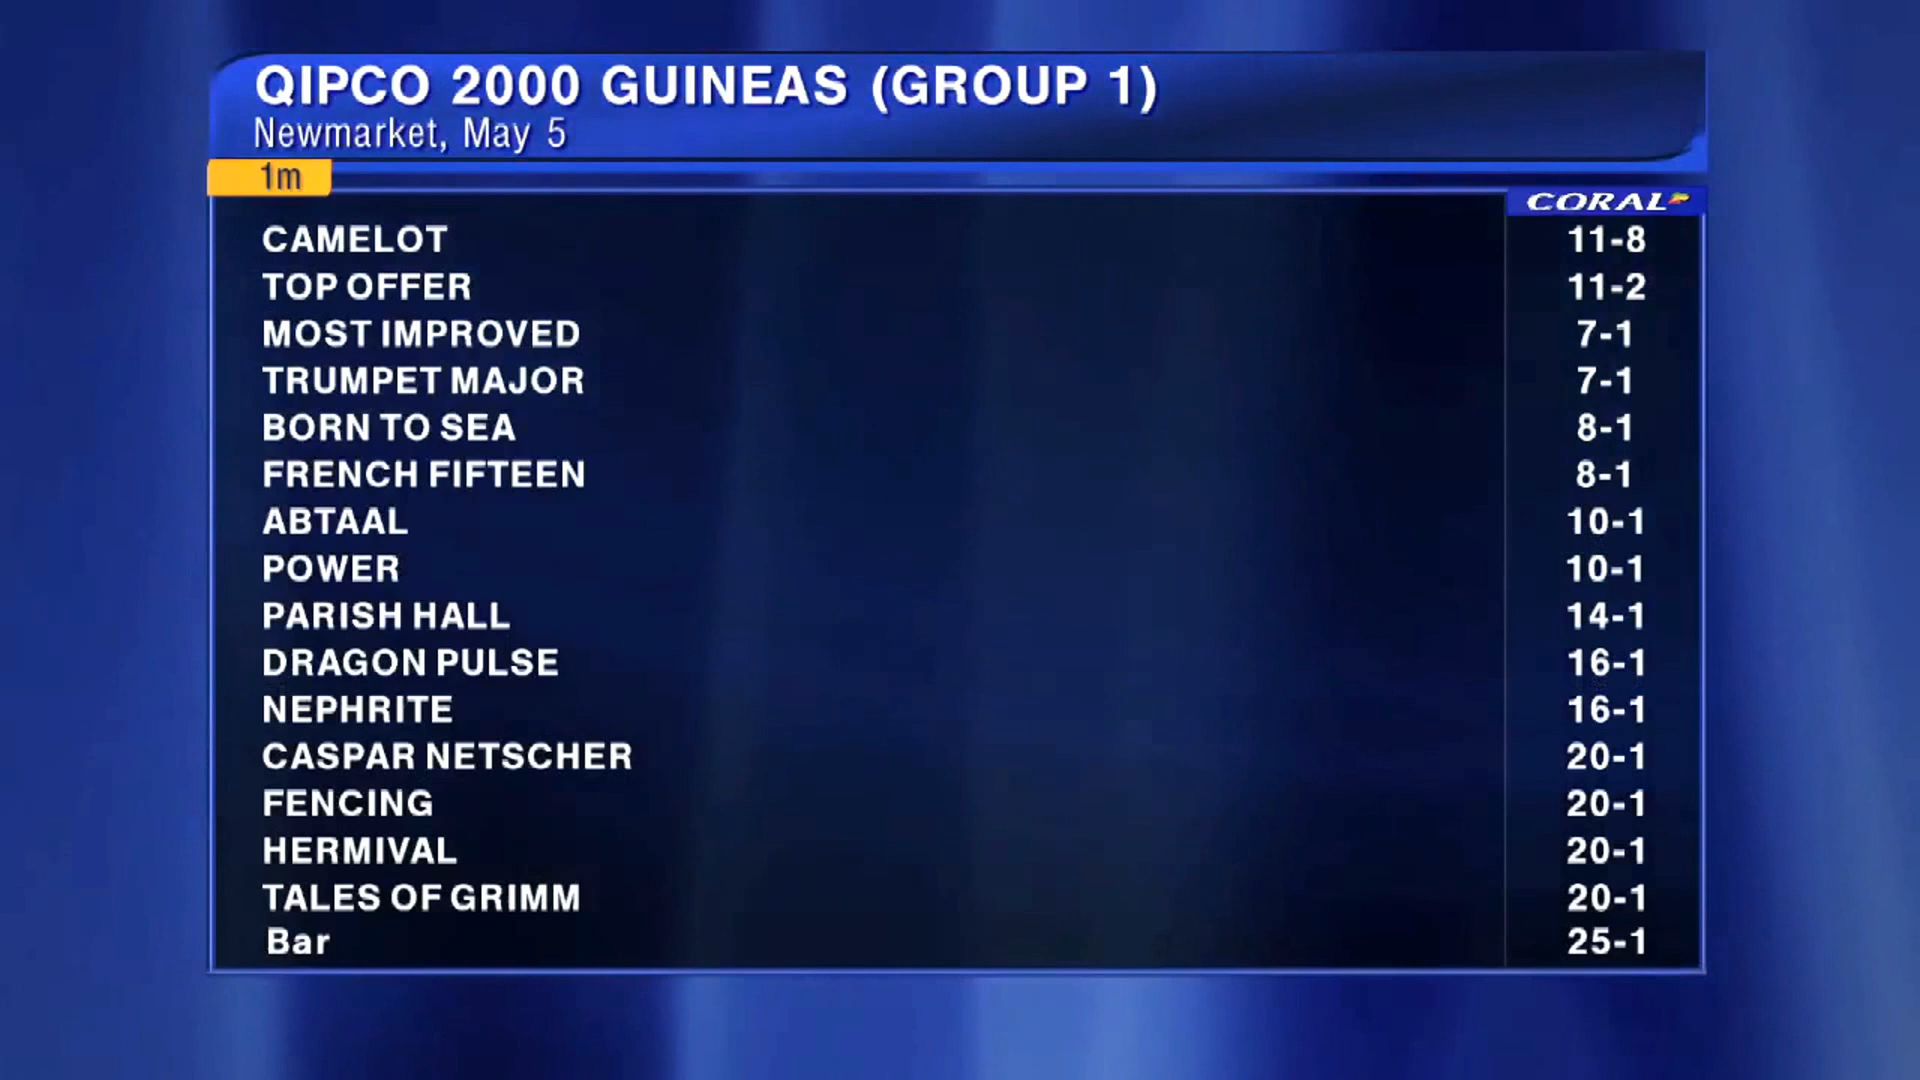 QIPCO 2000 GUINEAS (GROUP 1)
Newmarket, May 5
1m
CORAL
CAMELOT 11-8
TOP OFFER 11-2
MOST IMPROVED 7-1
TRUMPET MAJOR 7-1
BORN TO SEA 8-1
FRENCH FIFTEEN 8-1
ABTAAL 10-1
POWER 10-1
PARISH HALL 14-1
DRAGON PULSE 16-1
NEPHRITE 16-1
CASPAR NETSCHER 20-1
FENCING 20-1
HERMIVAL 20-1
TALES OF GRIMM 20-1
Bar 25-1